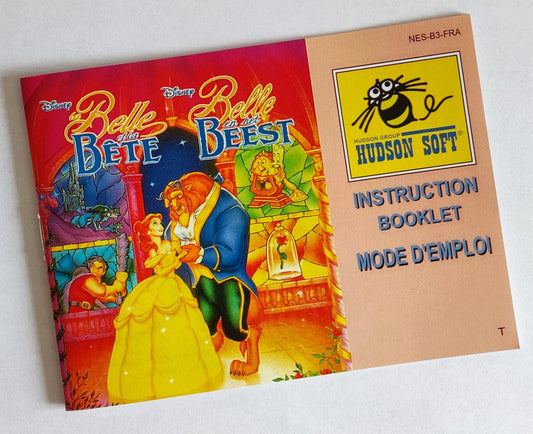 NES-B3-FRA
DISNEY
La Belle
et la
BÊTE
DISNEY
Belle
en het
BEEST
HUDSON GROUP
HUDSON SOFT®
INSTRUCTION
BOOKLET
MODE D'EMPLOI
T